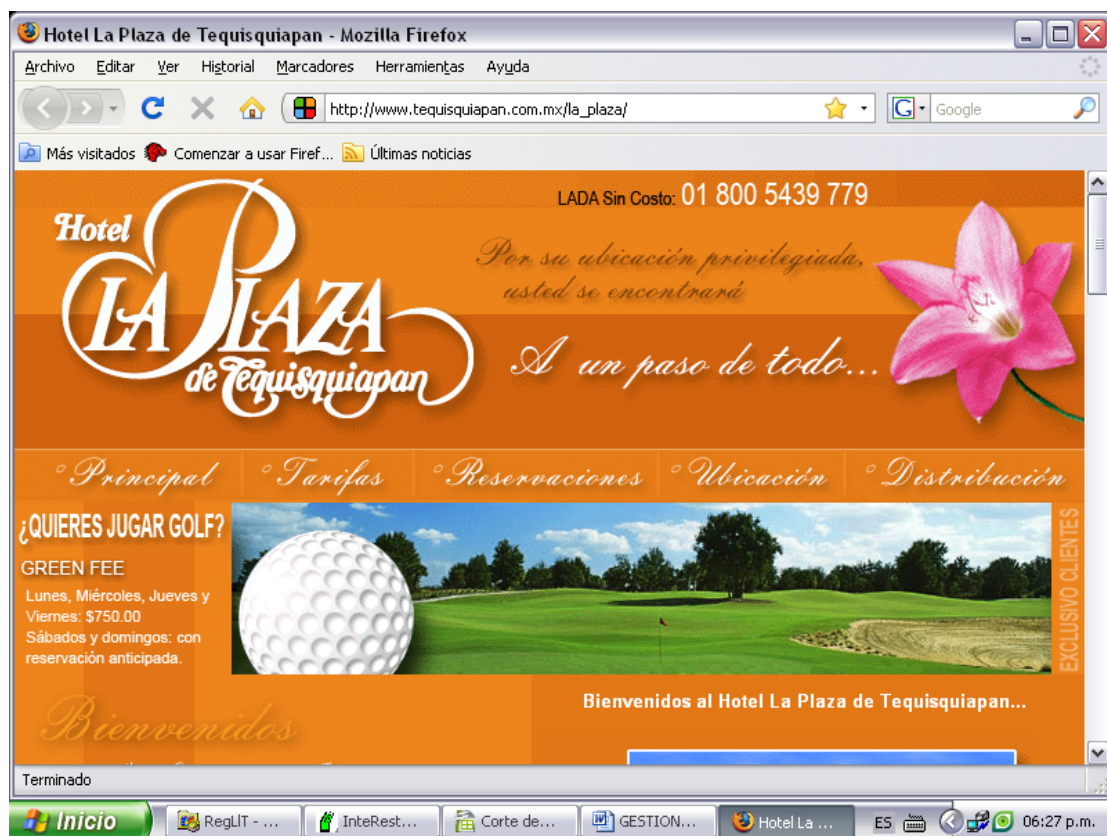 Hotel La Plaza de Tequisquiapan - Mozilla Firefox
Archivo Editar Ver Historial Marcadores Herramientas Ayuda
http://www.tequisquiapan.com.mx/la_plaza/
G Google
Más visitados Comenzar a usar Firef... Últimas noticias
LADA Sin Costo: 01 800 5439 779
Hotel
LA PLAZA
de Tequisquiapan
Por su ubicación privilegiada,
usted se encontrará
A un paso de todo...
Principal Tarifas Reservaciones Ubicación Distribución
¿QUIERES JUGAR GOLF?
GREEN FEE
Lunes, Miércoles, Jueves y
Viernes: $750.00
Sábados y domingos: con
reservación anticipada.
EXCLUSIVO CLIENTES
Bienvenidos
Bienvenidos al Hotel La Plaza de Tequisquiapan...
Terminado
Inicio RegLIT - ... InteRest... Corte de... GESTION... Hotel La ... ES 06:27 p.m.